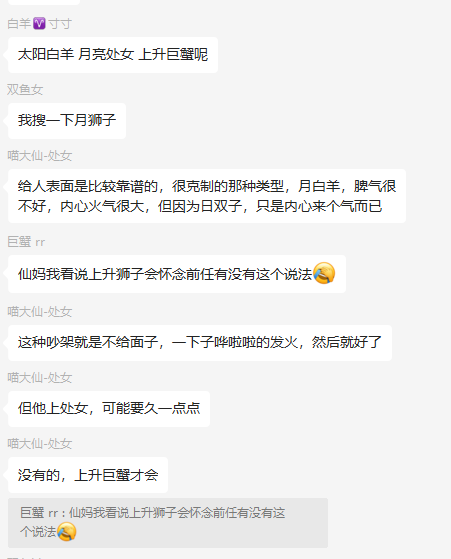 白羊♈寸寸
太阳白羊 月亮处女 上升巨蟹呢
双鱼女
我搜一下月狮子
喵大仙-处女
给人表面是比较靠谱的，很克制的那种类型，月白羊，脾气很
不好，内心火气很大，但因为日双子，只是内心来个气而已
巨蟹 rr
仙妈我看说上升狮子会怀念前任有没有这个说法🤣
喵大仙-处女
这种吵架就是不给面子，一下子哗啦啦的发火，然后就好了
喵大仙-处女
但他上处女，可能要久一点点
喵大仙-处女
没有的，上升巨蟹才会
巨蟹 rr : 仙妈我看说上升狮子会怀念前任有没有这
个说法🤣